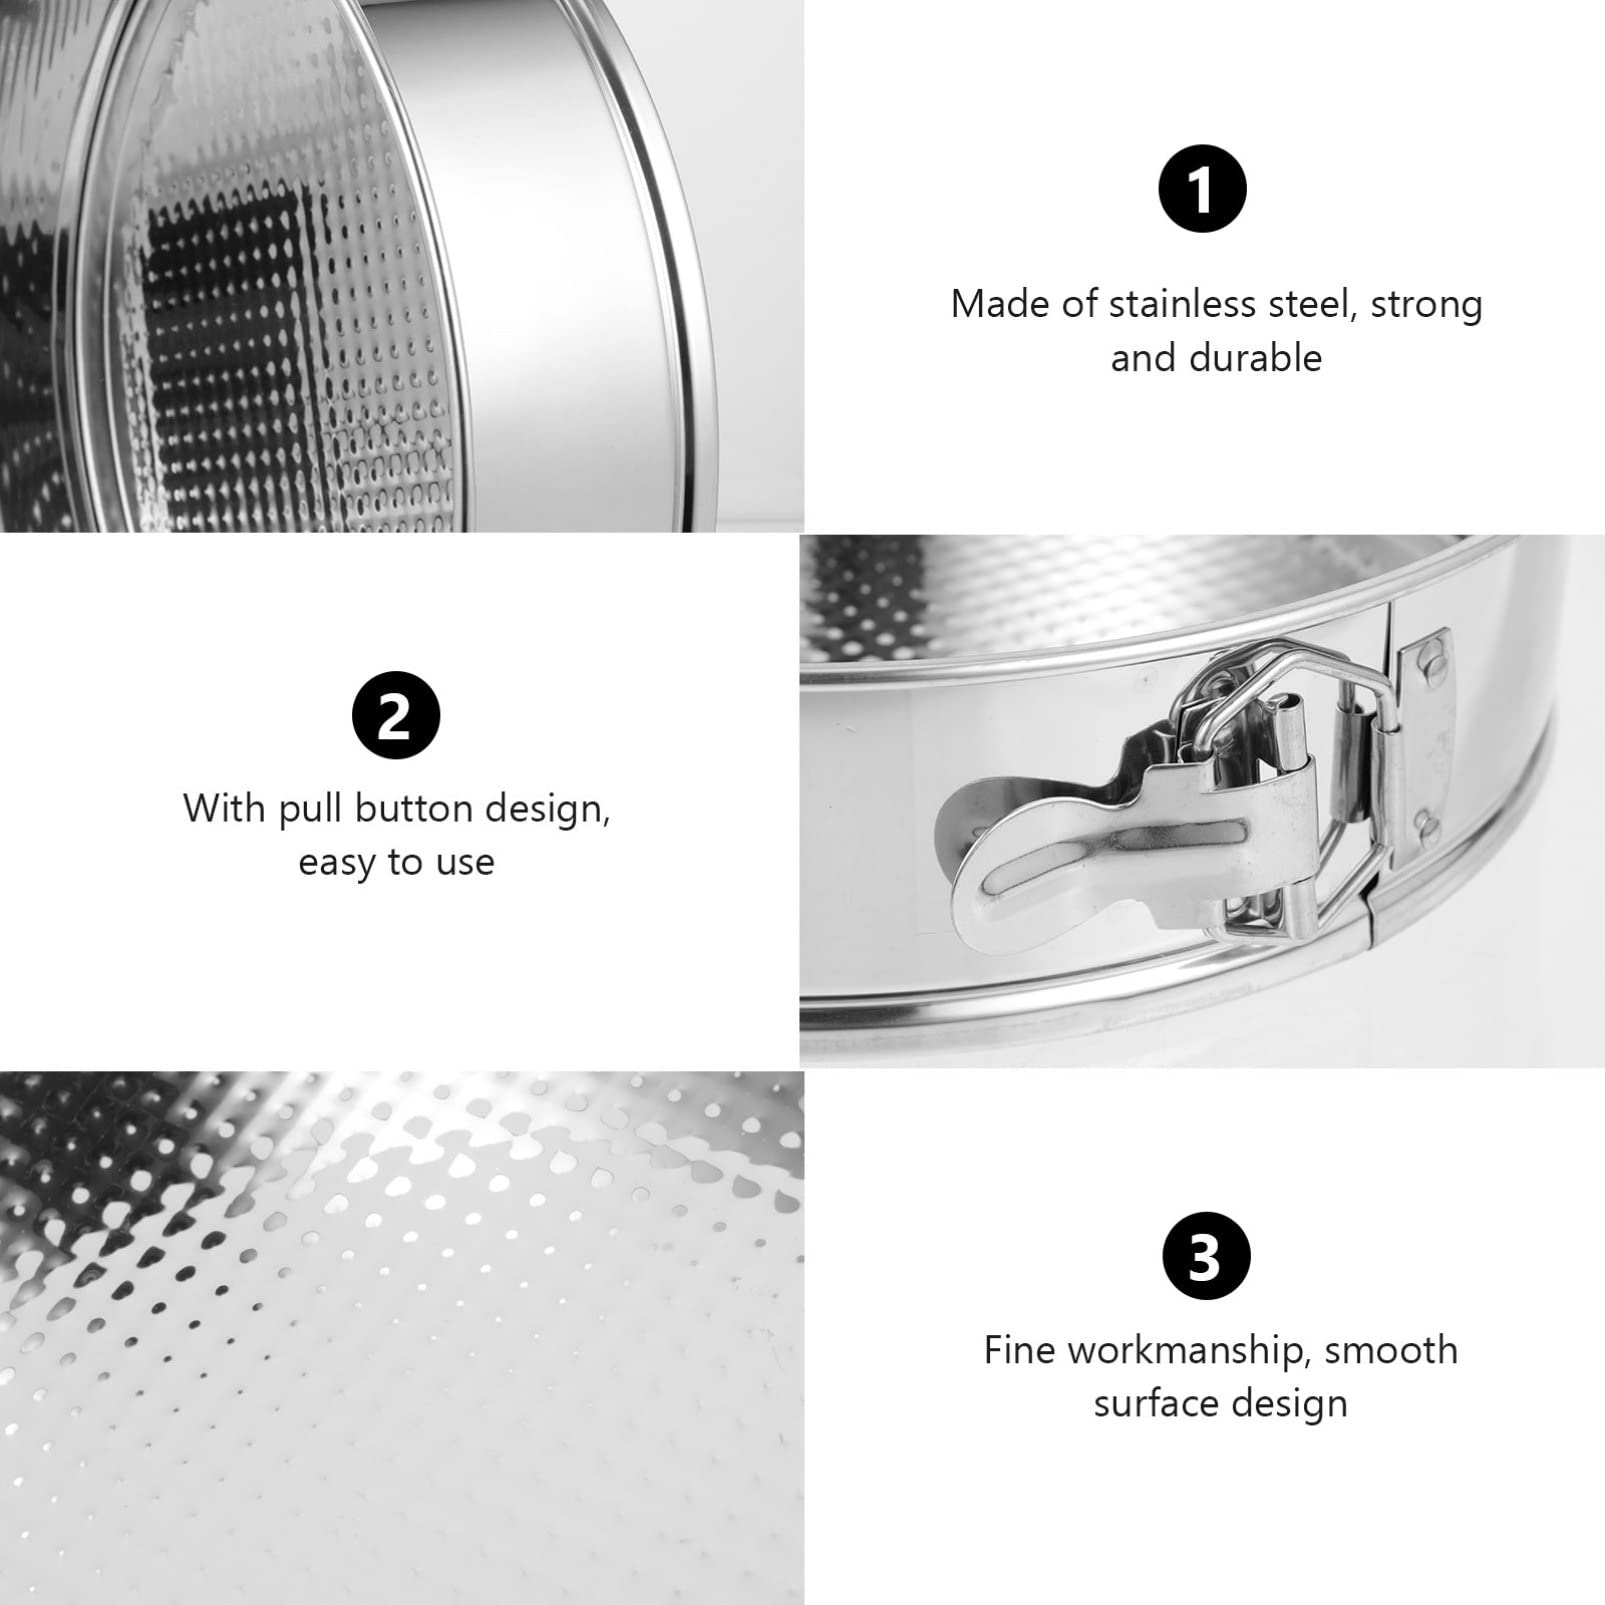 1
Made of stainless steel, strong
and durable
2
With pull button design,
easy to use
3
Fine workmanship, smooth
surface design